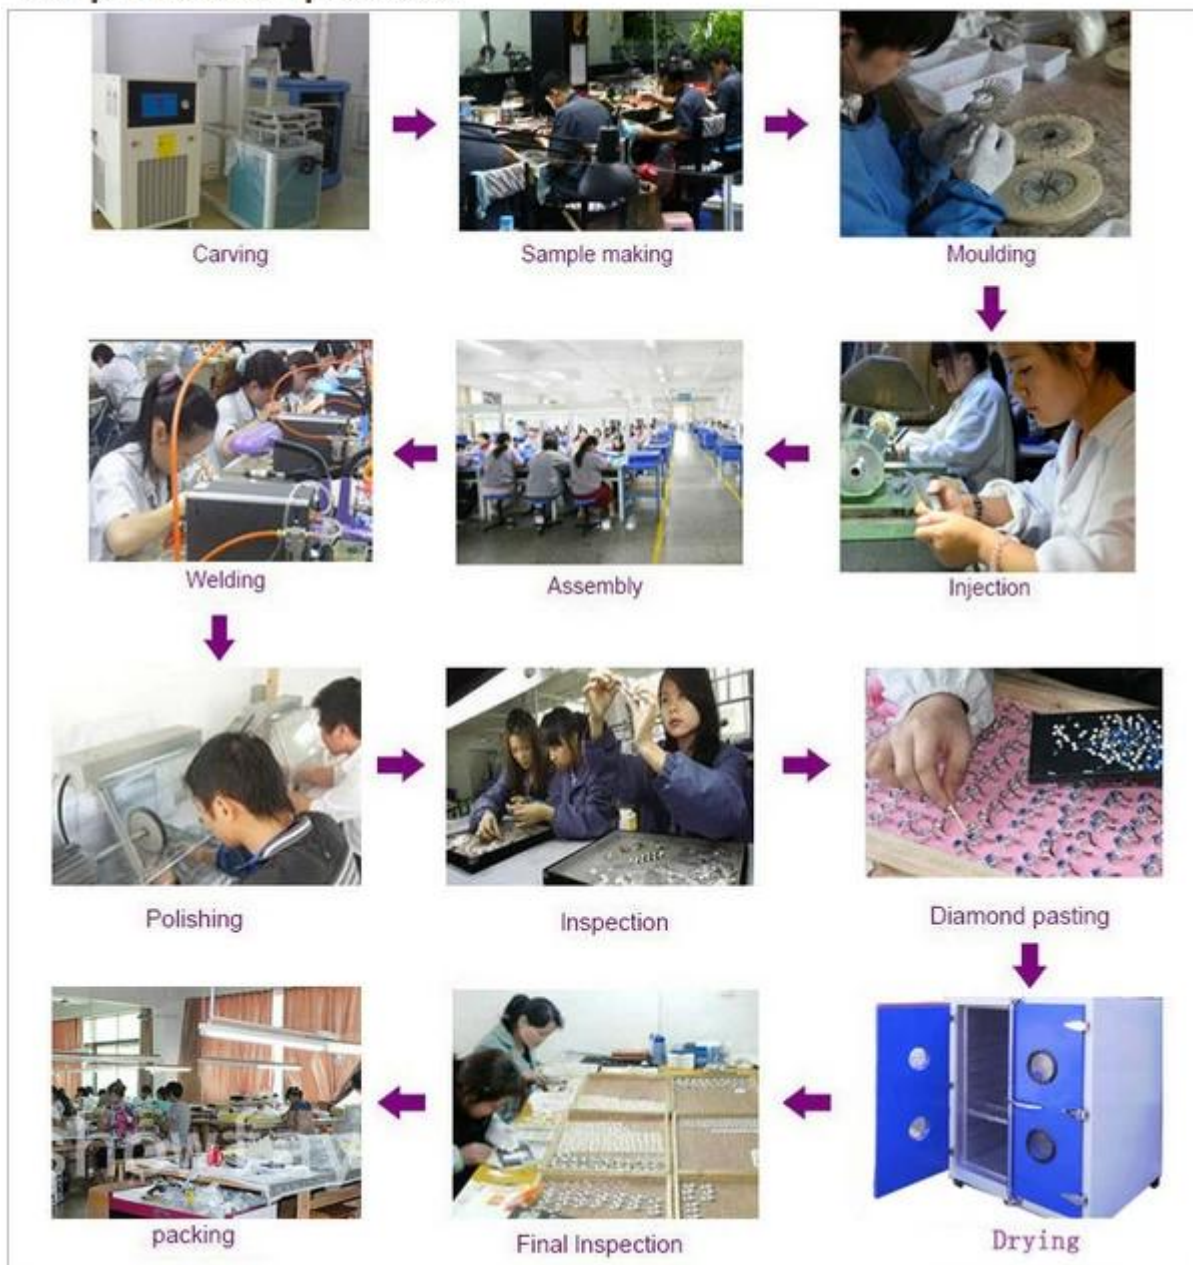 Carving
Sample making
Moulding
Injection
Assembly
Welding
Polishing
Inspection
Diamond pasting
Drying
Final Inspection
packing